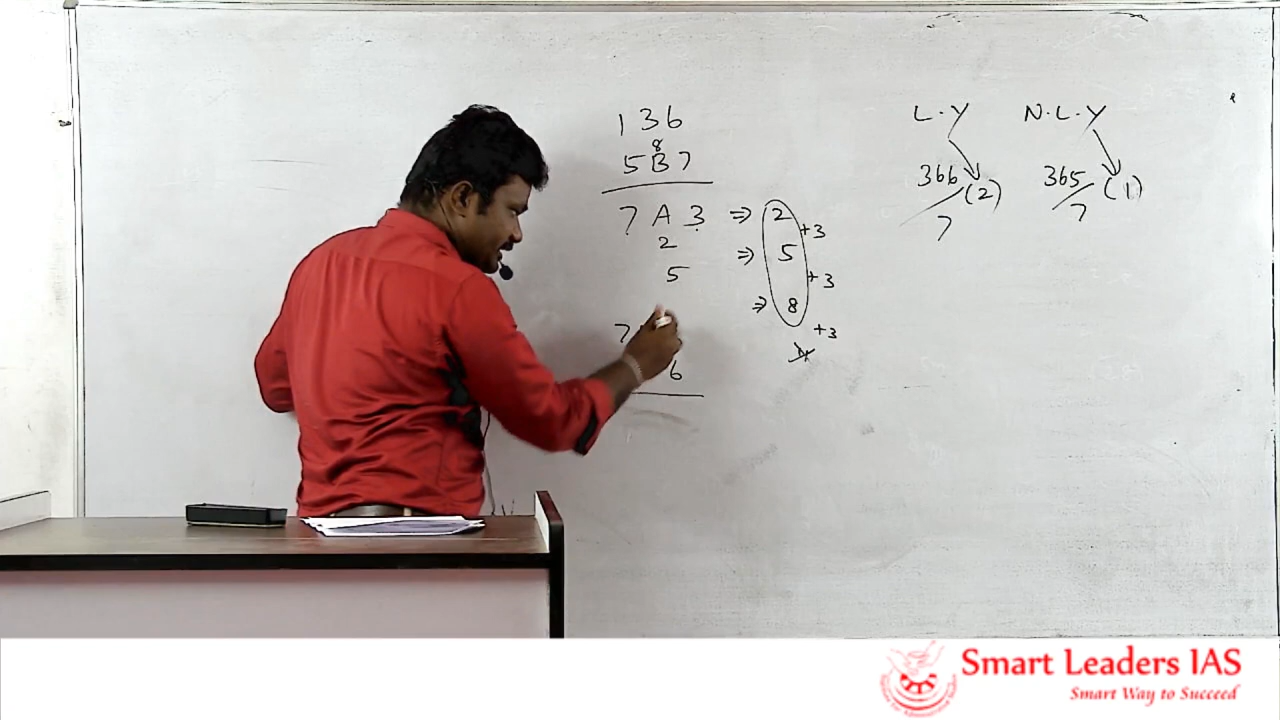 136
8
5B7
7A3 ⇒ 2
+3
2
⇒ 5
5
+3
⇒ 8
7
+3
6
L.Y N.L.Y
366 (2) 365 (1)
7 7
Smart Leaders IAS
Smart Way to Succeed